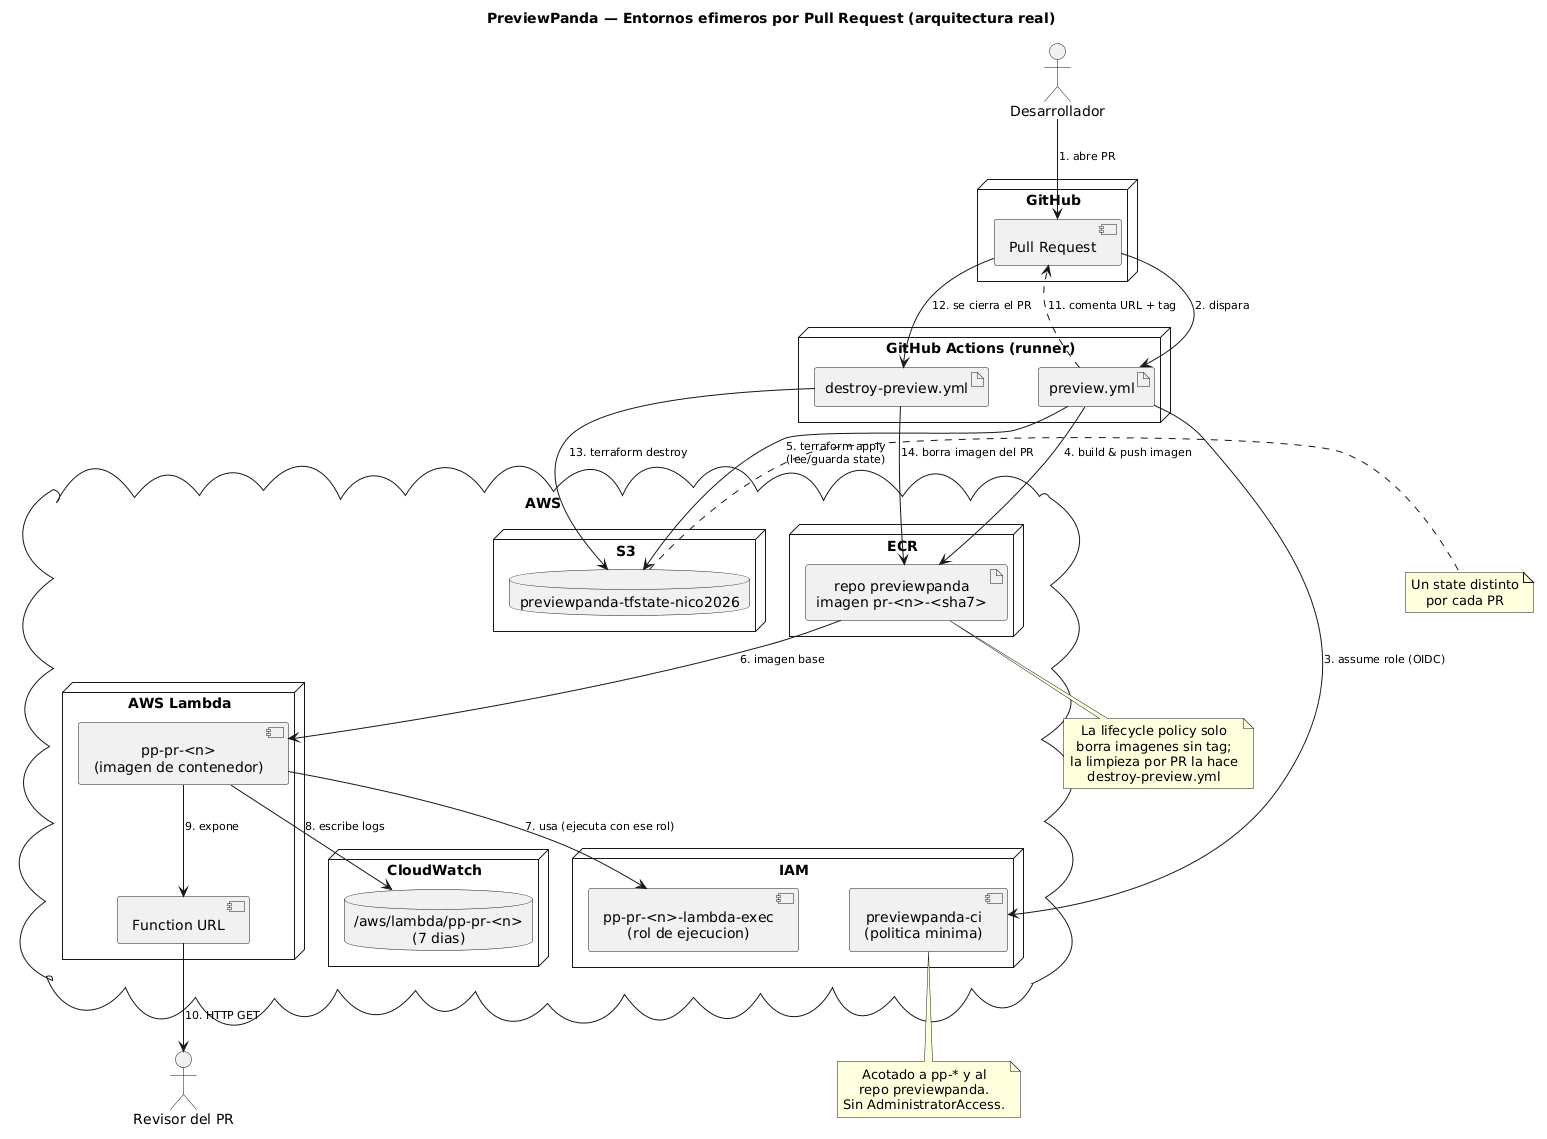 PreviewPanda — Entornos efimeros por Pull Request (arquitectura real)
Desarrollador
1. abre PR
GitHub
Pull Request
12. se cierra el PR
11. comenta URL + tag
2. dispara
GitHub Actions (runner)
destroy-preview.yml
preview.yml
13. terraform destroy
5. terraform apply
(lee/guarda state)
14. borra imagen del PR
4. build & push imagen
AWS
S3
previewpanda-tfstate-nico2026
ECR
repo previewpanda
imagen pr-<n>-<sha7>
Un state distinto
por cada PR
6. imagen base
3. assume role (OIDC)
AWS Lambda
pp-pr-<n>
(imagen de contenedor)
La lifecycle policy solo
borra imagenes sin tag;
la limpieza por PR la hace
destroy-preview.yml
9. expone
8. escribe logs
7. usa (ejecuta con ese rol)
CloudWatch
/aws/lambda/pp-pr-<n>
(7 dias)
IAM
pp-pr-<n>-lambda-exec
(rol de ejecucion)
previewpanda-ci
(politica minima)
Function URL
10. HTTP GET
Acotado a pp-* y al
repo previewpanda.
Sin AdministratorAccess.
Revisor del PR